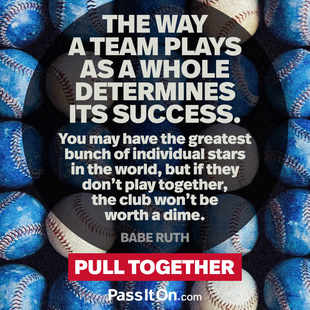 THE WAY
A TEAM PLAYS
AS A WHOLE
DETERMINES
ITS SUCCESS.
You may have the greatest
bunch of individual stars
in the world, but if they
don't play together,
the club won't be
worth a dime.
BABE RUTH
PULL TOGETHER
PassItOn.com